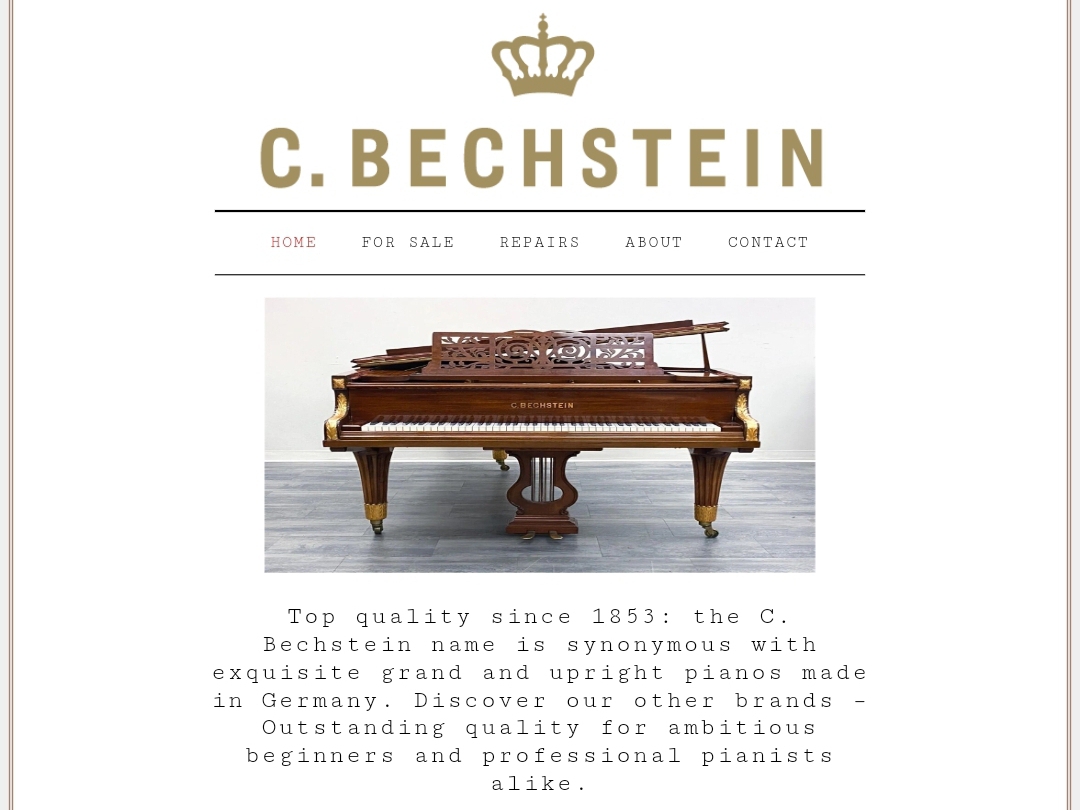 C. BECHSTEIN
HOME FOR SALE REPAIRS ABOUT CONTACT
C.BECHSTEIN
Top quality since 1853: the C.
Bechstein name is synonymous with
exquisite grand and upright pianos made
in Germany. Discover our other brands –
Outstanding quality for ambitious
beginners and professional pianists
alike.